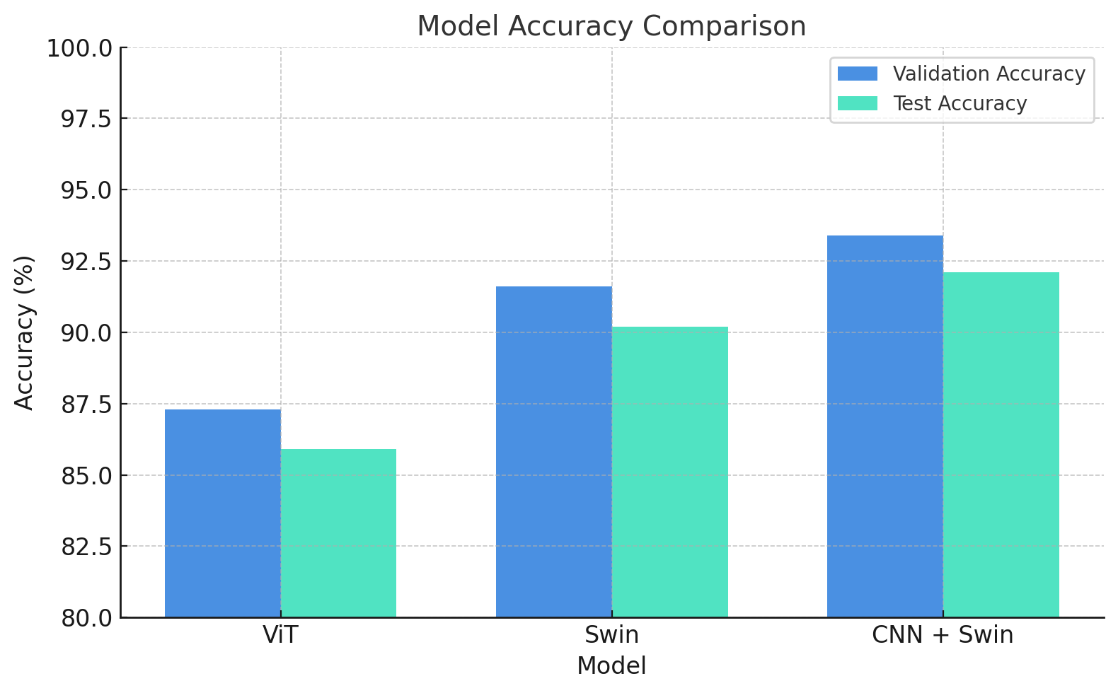 Model Accuracy Comparison
Validation Accuracy
Test Accuracy
100.0
97.5
95.0
92.5
90.0
87.5
85.0
82.5
80.0
Accuracy (%)
ViT
Swin
CNN + Swin
Model